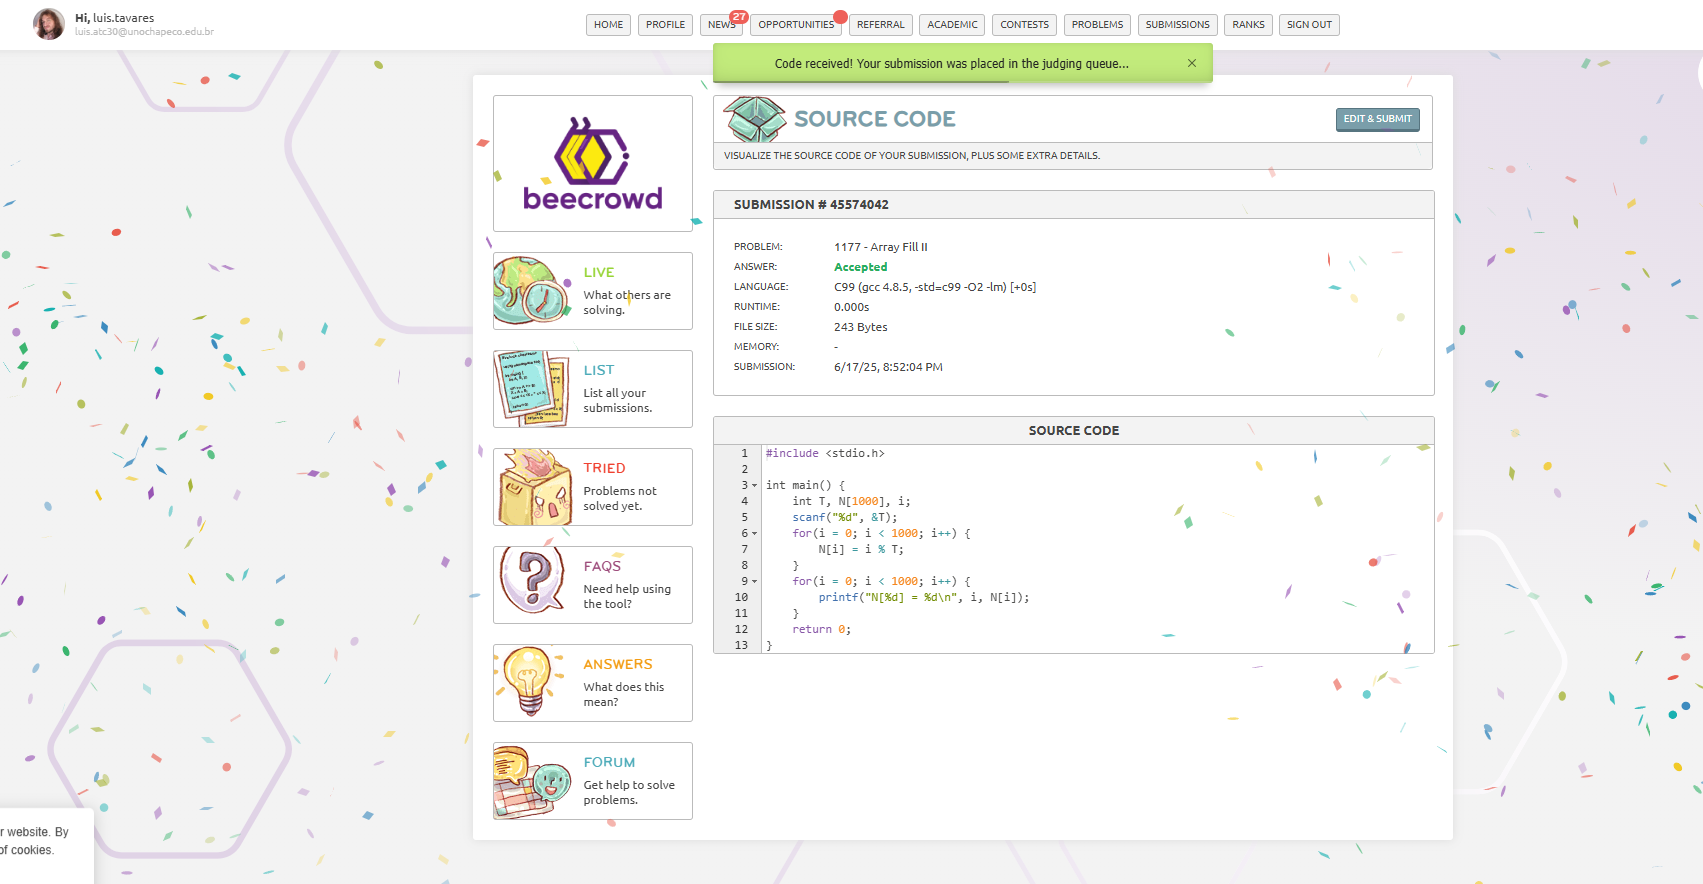 Hi, luis.tavares
luis.atc30@unochapeco.edu.br
HOME
PROFILE
NEWS
27
OPPORTUNITIES
REFERRAL
ACADEMIC
CONTESTS
PROBLEMS
SUBMISSIONS
RANKS
SIGN OUT
Code received! Your submission was placed in the judging queue...
×
beecrowd
LIVE
What others are
solving.
LIST
List all your
submissions.
TRIED
Problems not
solved yet.
FAQS
Need help using
the tool?
ANSWERS
What does this
mean?
FORUM
Get help to solve
problems.
SOURCE CODE
EDIT & SUBMIT
VISUALIZE THE SOURCE CODE OF YOUR SUBMISSION, PLUS SOME EXTRA DETAILS.
SUBMISSION # 45574042
PROBLEM: 1177 - Array Fill II
ANSWER: Accepted
LANGUAGE: C99 (gcc 4.8.5, -std=c99 -O2 -lm) [+0s]
RUNTIME: 0.000s
FILE SIZE: 243 Bytes
MEMORY: -
SUBMISSION: 6/17/25, 8:52:04 PM
SOURCE CODE
1 #include <stdio.h>
2
3 int main() {
4     int T, N[1000], i;
5     scanf("%d", &T);
6     for(i = 0; i < 1000; i++) {
7         N[i] = i % T;
8     }
9     for(i = 0; i < 1000; i++) {
10         printf("N[%d] = %d\n", i, N[i]);
11     }
12     return 0;
13 }
r website. By
of cookies.